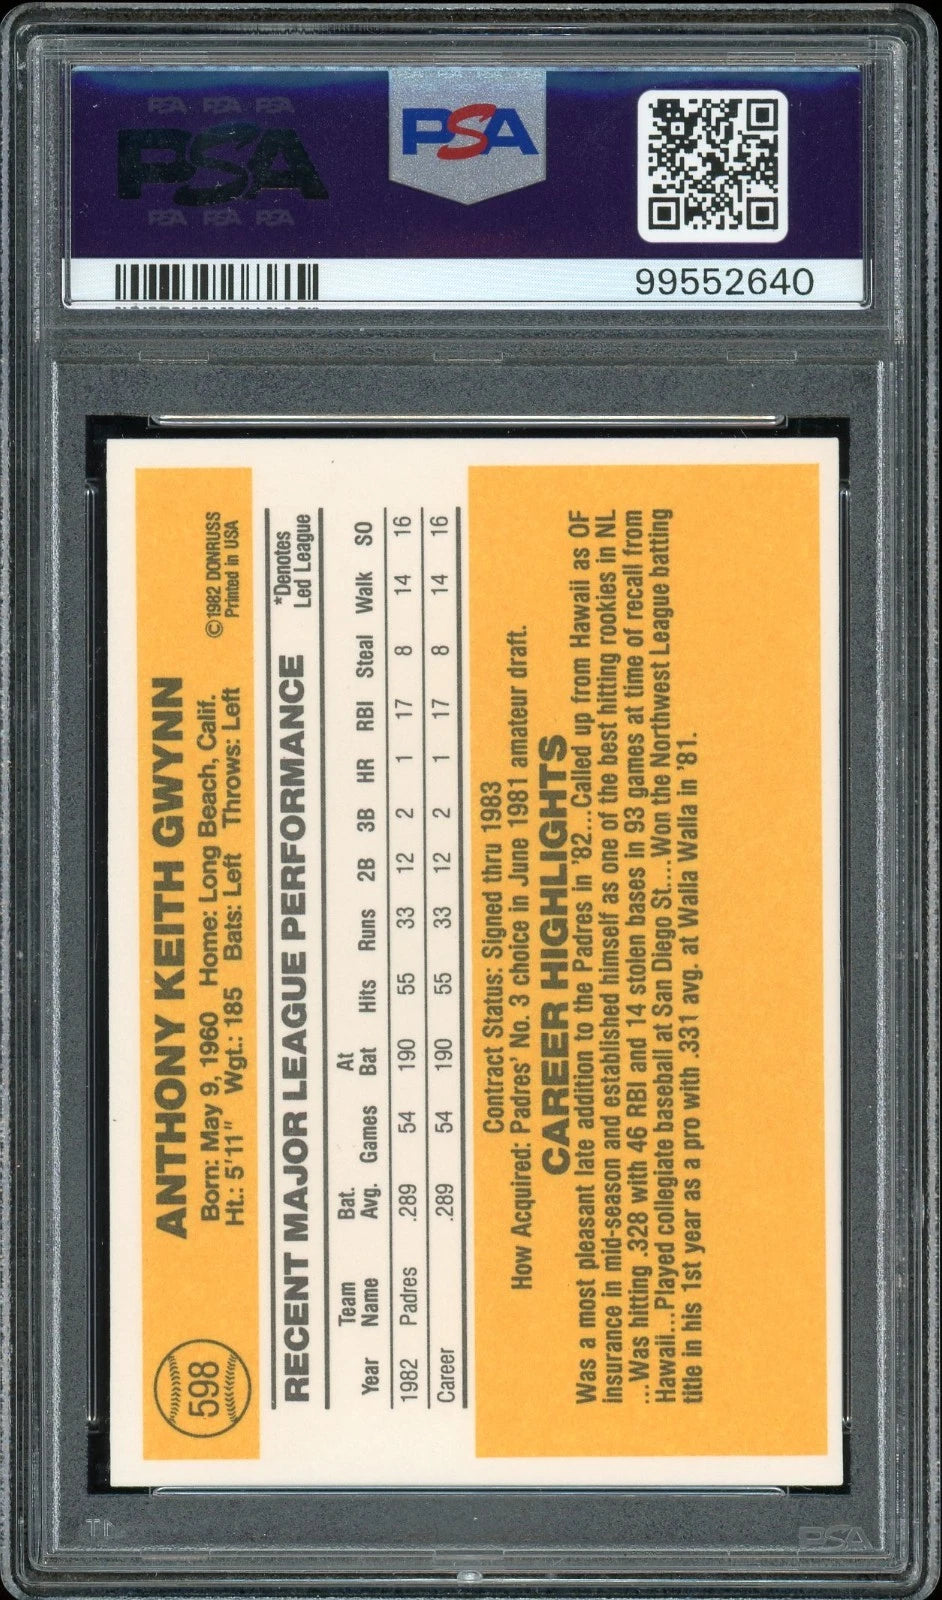 PSA PSA PSA
PSA
PSA PSA PSA
PSA
99552640
598
ANTHONY KEITH GWYNN
©1982 DONRUSS
Printed in USA
Born: May 9, 1960 Home: Long Beach, Calif.
Ht.: 5'11" Wgt.: 185 Bats: Left Throws: Left
RECENT MAJOR LEAGUE PERFORMANCE
*Denotes
Led League
Year Team Name Bat. Avg. Games At Bat Hits Runs 2B 3B HR RBI Steal Walk SO
1982 Padres .289 54 190 55 33 12 2 1 17 8 14 16
Career .289 54 190 55 33 12 2 1 17 8 14 16
Contract Status: Signed thru 1983
How Acquired: Padres' No. 3 choice in June 1981 amateur draft.
CAREER HIGHLIGHTS
Was a most pleasant late addition to the Padres in '82...Called up from Hawaii as OF
insurance in mid-season and established himself as one of the best hitting rookies in NL
...Was hitting .328 with 46 RBI and 14 stolen bases in 93 games at time of recall from
Hawaii...Played collegiate baseball at San Diego St....Won the Northwest League batting
title in his 1st year as a pro with .331 avg. at Walla Walla in '81.
PSA